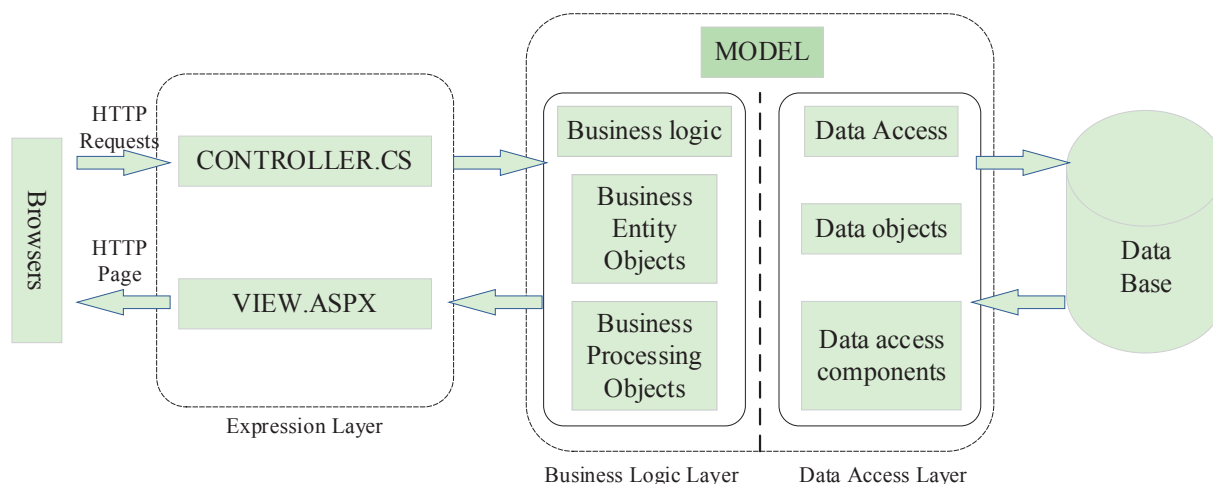 MODEL
HTTP
Requests
Browsers
CONTROLLER.CS
HTTP
Page
VIEW.ASPX
Expression Layer
Business logic
Business
Entity
Objects
Business
Processing
Objects
Business Logic Layer
Data Access
Data objects
Data access
components
Data Access Layer
Data
Base